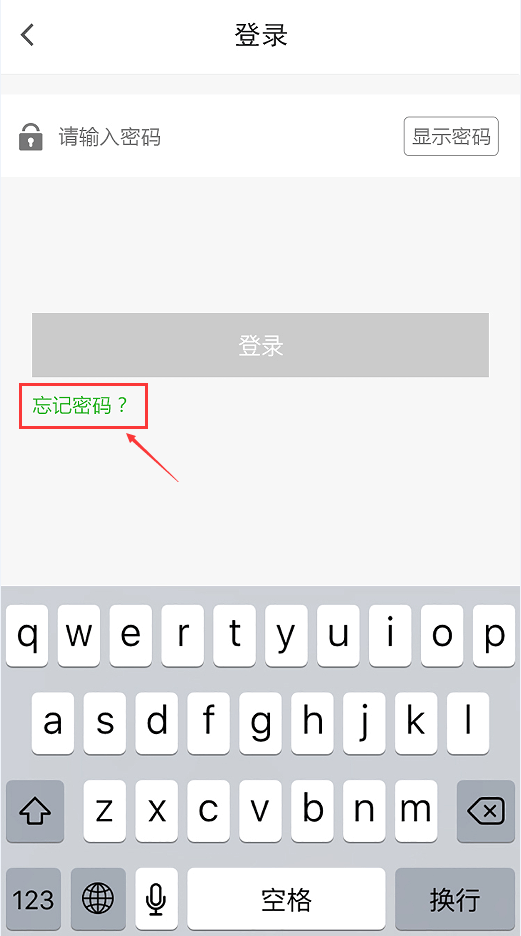 登录
请输入密码 显示密码
登录
忘记密码？
q w e r t y u i o p
a s d f g h j k l
z x c v b n m
123 空格 换行